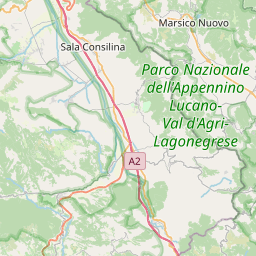 Marsico Nuovo
Sala Consilina
Parco Nazionale
dell'Appennino
Lucano-
Val d'Agri-
Lagonegrese
A2